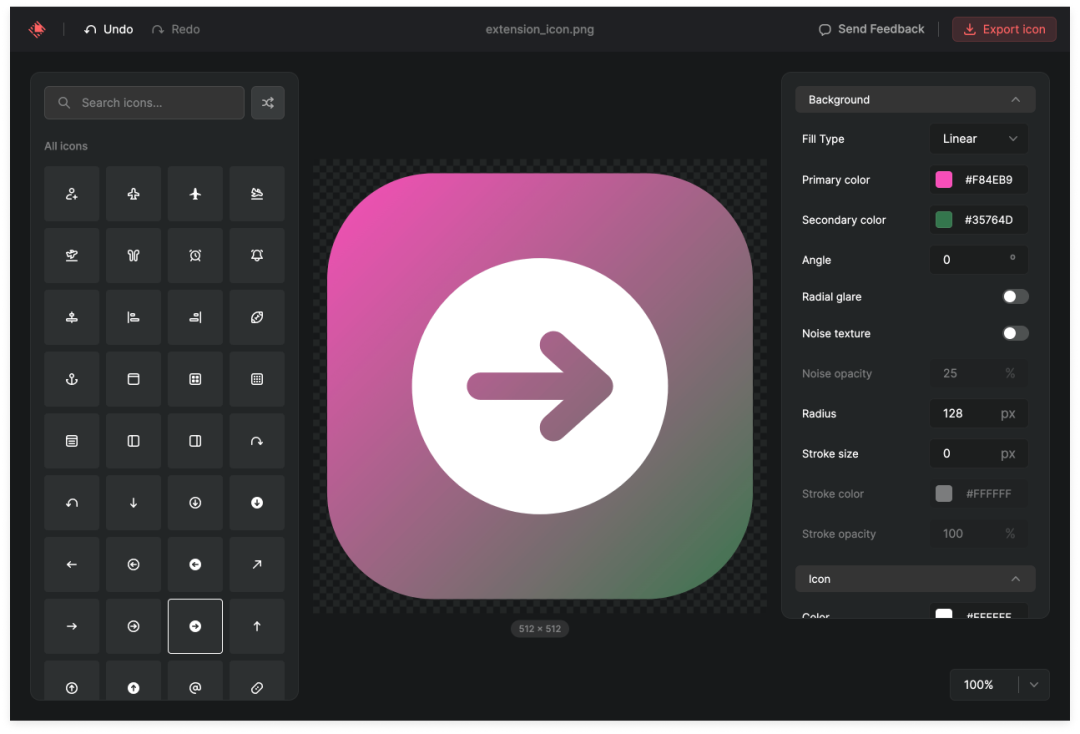 Undo Redo extension_icon.png Send Feedback Export icon
Search icons...
All icons
512 × 512
Background
Fill Type Linear
Primary color #F84EB9
Secondary color #35764D
Angle 0 °
Radial glare
Noise texture
Noise opacity 25 %
Radius 128 px
Stroke size 0 px
Stroke color #FFFFFF
Stroke opacity 100 %
Icon
Color #FFFFFF
100%